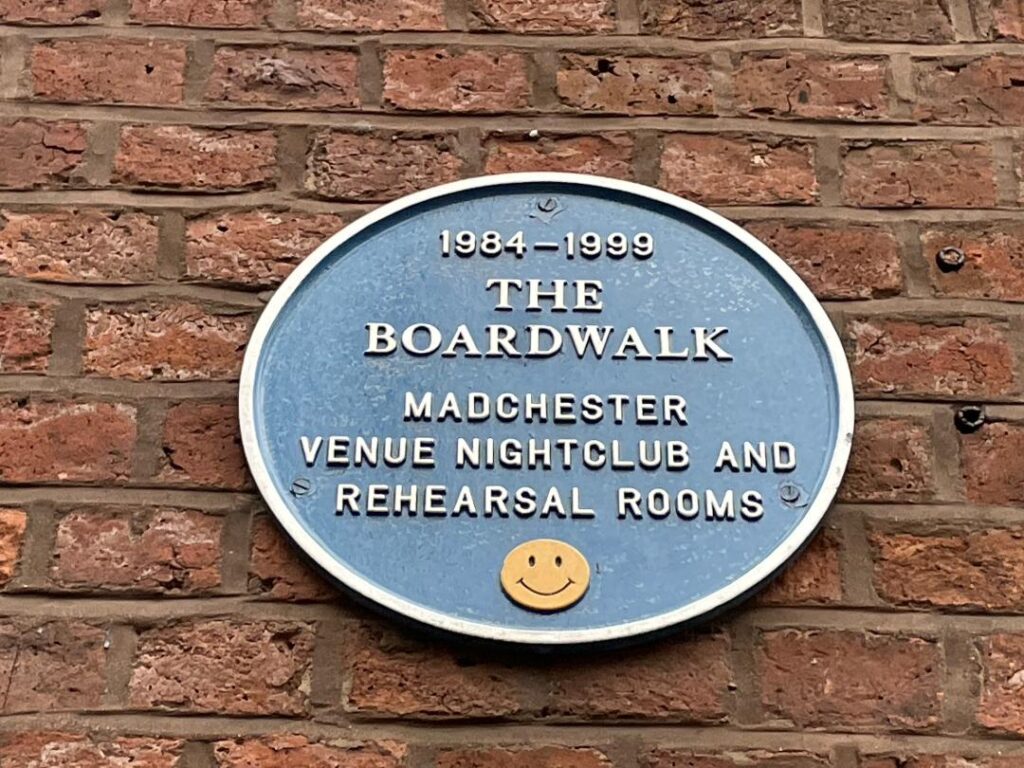 1984–1999
THE
BOARDWALK
MADCHESTER
VENUE NIGHTCLUB AND
REHEARSAL ROOMS